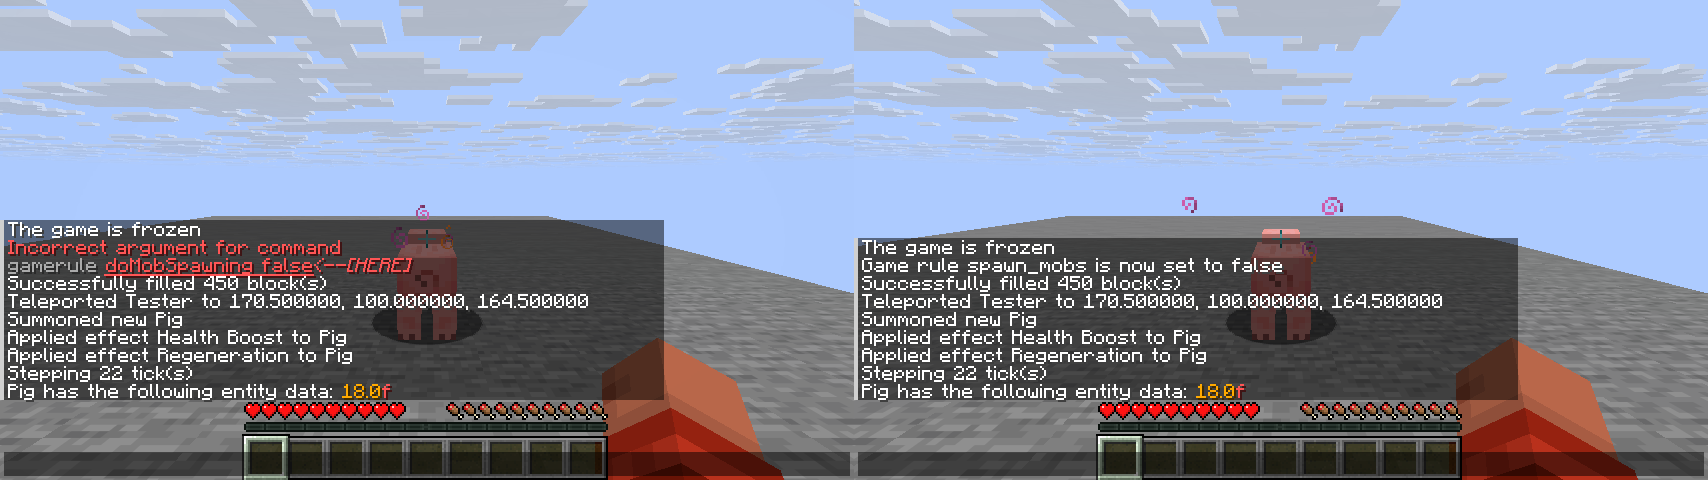 The game is frozen
Incorrect argument for command
gamerule doMobSpawning false<--[HERE]
Successfully filled 450 block(s)
Teleported Tester to 170.500000, 100.000000, 164.500000
Summoned new Pig
Applied effect Health Boost to Pig
Applied effect Regeneration to Pig
Stepping 22 tick(s)
Pig has the following entity data: 18.0f
The game is frozen
Game rule spawn_mobs is now set to false
Successfully filled 450 block(s)
Teleported Tester to 170.500000, 100.000000, 164.500000
Summoned new Pig
Applied effect Health Boost to Pig
Applied effect Regeneration to Pig
Stepping 22 tick(s)
Pig has the following entity data: 18.0f